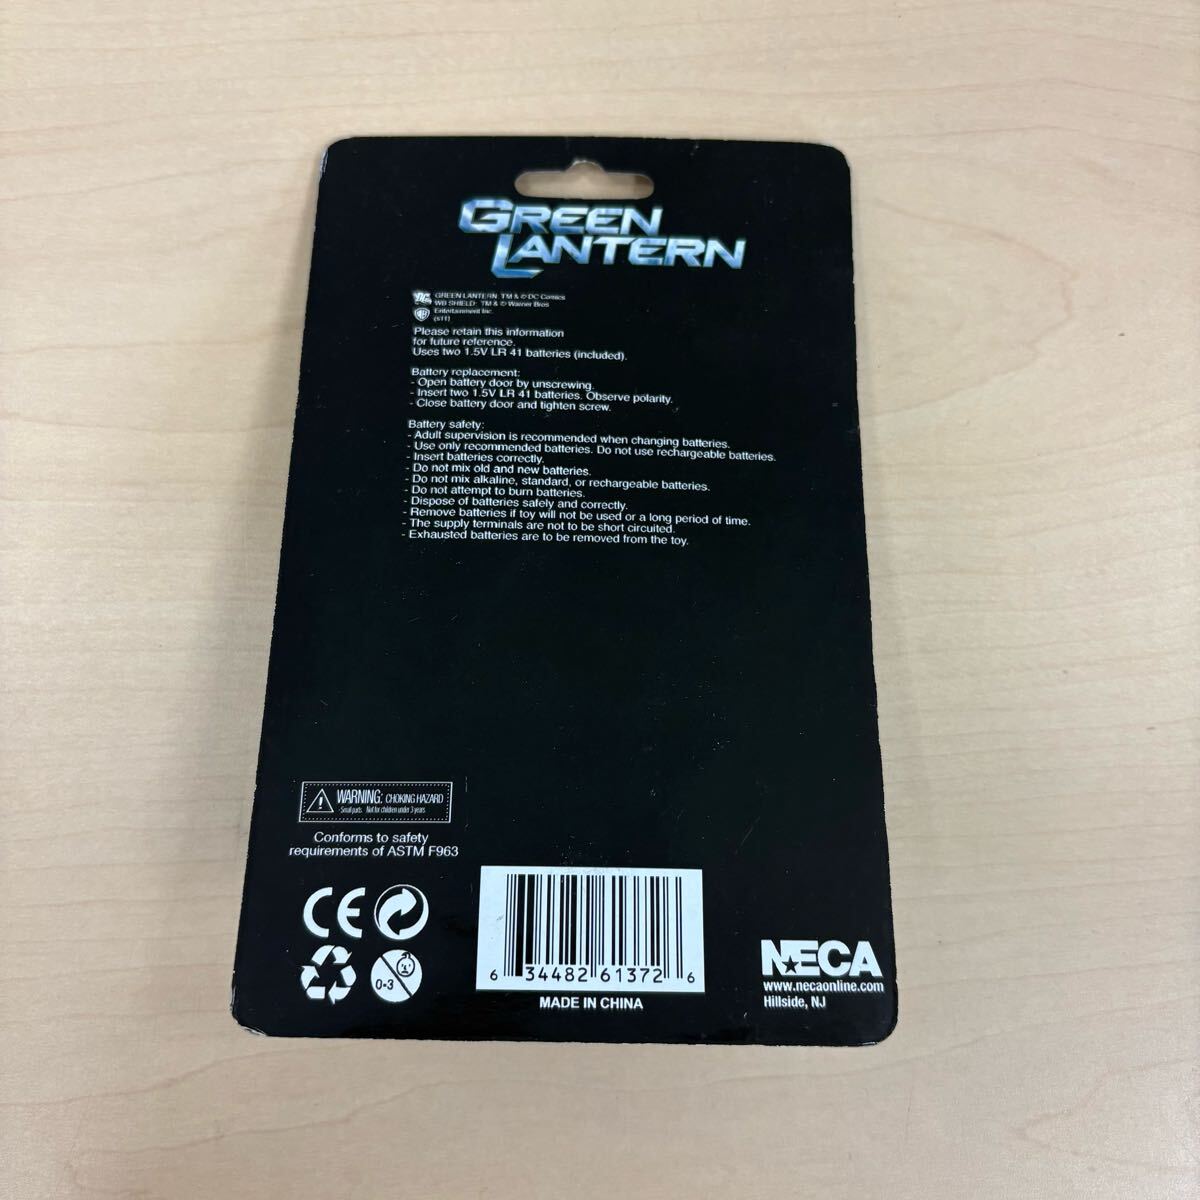 GREEN
LANTERN
GREEN LANTERN: TM & © DC Comics
WB SHIELD: TM & © Warner Bros
Entertainment Inc.
(s11)
Please retain this information
for future reference.
Uses two 1.5V LR 41 batteries (included).
Battery replacement:
- Open battery door by unscrewing.
- Insert two 1.5V LR 41 batteries. Observe polarity.
- Close battery door and tighten screw.
Battery safety:
- Adult supervision is recommended when changing batteries.
- Use only recommended batteries. Do not use rechargeable batteries.
- Insert batteries correctly.
- Do not mix old and new batteries.
- Do not mix alkaline, standard, or rechargeable batteries.
- Do not attempt to burn batteries.
- Dispose of batteries safely and correctly.
- Remove batteries if toy will not be used or a long period of time.
- The supply terminals are not to be short circuited.
- Exhausted batteries are to be removed from the toy.
WARNING: CHOKING HAZARD
-Small parts Not for children under 3 years
Conforms to safety
requirements of ASTM F963
CE
0-3
6 34482 61372 6
MADE IN CHINA
NECA
www.necaonline.com
Hillside, NJ